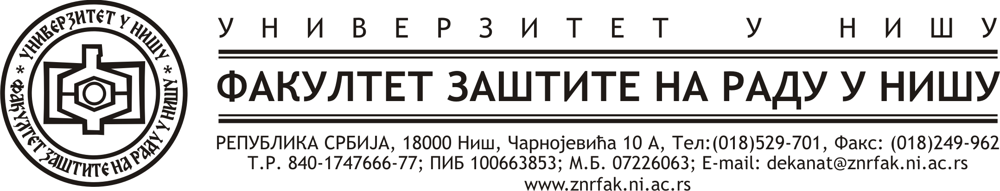 * УНИВЕРЗИТЕТ У НИШУ *
ФАКУЛТЕТ ЗАШТИТЕ НА РАДУ У НИШУ
УНИВЕРЗИТЕТ У НИШУ
ФАКУЛТЕТ ЗАШТИТЕ НА РАДУ У НИШУ
РЕПУБЛИКА СРБИЈА, 18000 Ниш, Чарнојевића 10 А, Тел:(018)529-701, Факс: (018)249-962
Т.Р. 840-1747666-77; ПИБ 100663853; М.Б. 07226063; E-mail: dekanat@znrfak.ni.ac.rs
www.znrfak.ni.ac.rs